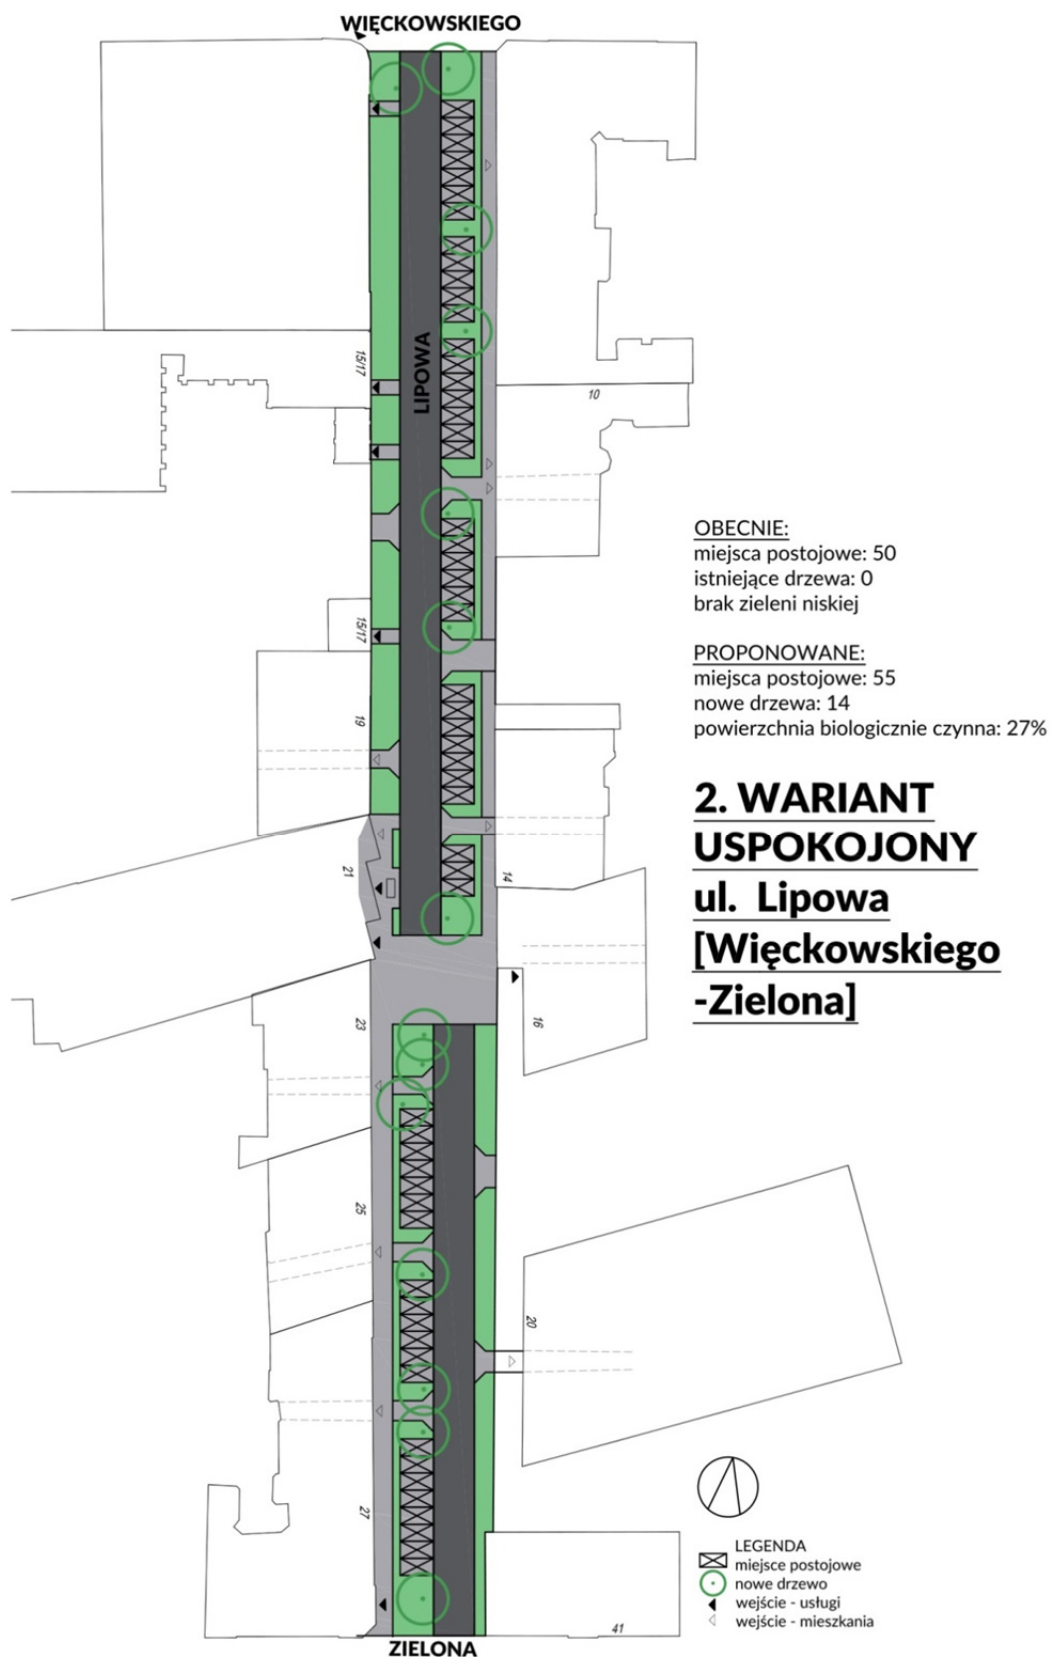 WIĘCKOWSKIEGO
15/17
LIPOWA
10
OBECNIE:
miejsca postojowe: 50
istniejące drzewa: 0
brak zieleni niskiej
15/17
PROPONOWANE:
miejsca postojowe: 55
nowe drzewa: 14
powierzchnia biologicznie czynna: 27%
19
2. WARIANT
USPOKOJONY
ul. Lipowa
[Więckowskiego
-Zielona]
21
14
23
16
25
20
27
LEGENDA
miejsce postojowe
nowe drzewo
wejście - usługi
wejście - mieszkania
41
ZIELONA